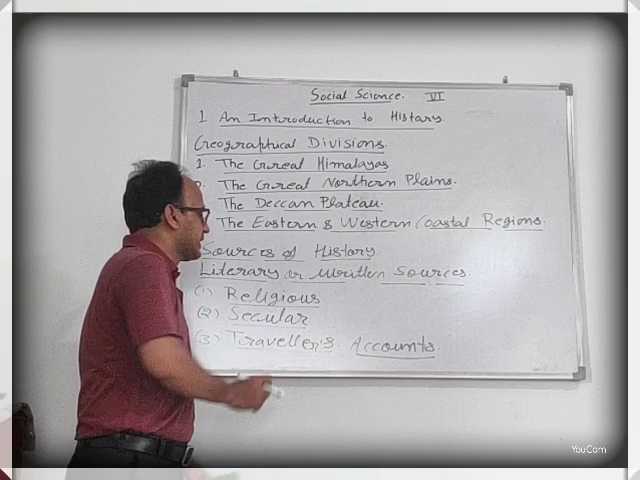 Social Science. VI
1 An Introduction to History.
Geographical Divisions.
1. The Great Himalayas
2. The Great Northern Plains.
The Deccan Plateau.
The Eastern & Western Coastal Regions.
Sources of History.
Literary or Written Sources.
(1) Religious
(2) Secular
(3) Traveller's. Accounts.
YouCam